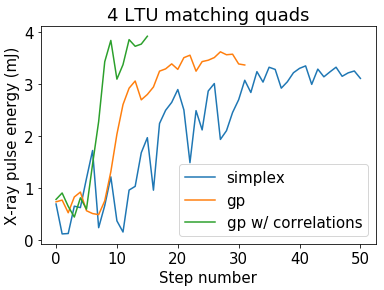 4 LTU matching quads
X-ray pulse energy (mJ)
4
3
2
1
0
simplex
gp
gp w/ correlations
0 10 20 30 40 50
Step number